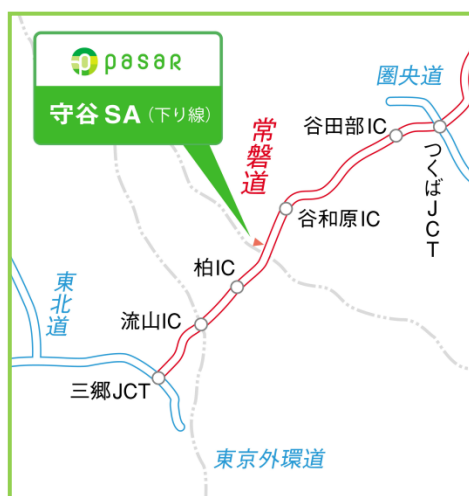 pasar
守谷SA（下り線）
圏央道
谷田部IC
常磐道
つくばJCT
谷和原IC
柏IC
東北道
流山IC
三郷JCT
東京外環道